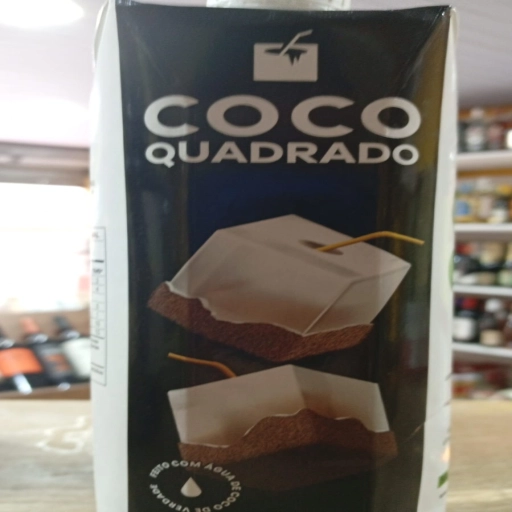 COCO
QUADRADO
FEITO COM ÁGUA DE COCO DE VERDADE